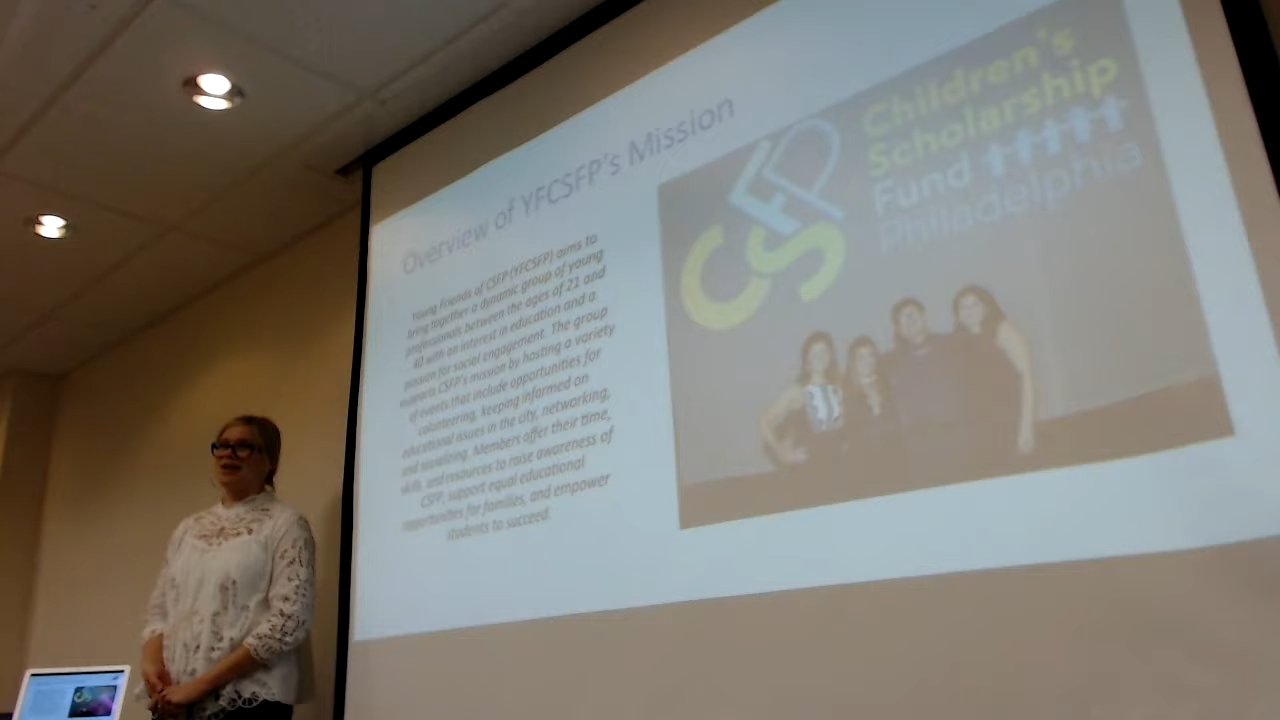 Overview of YFCSFP's Mission
Young Friends of CSFP (YFCSFP) aims to
bring together a dynamic group of young
professionals between the ages of 21 and
40 with an interest in education and a
passion for social engagement. The group
supports CSFP's mission by hosting a variety
of events that include opportunities for
volunteering, keeping informed on
educational issues in the city, networking,
and socializing. Members offer their time,
skills, and resources to raise awareness of
CSFP, support equal educational
opportunities for families, and empower
students to succeed.
CSFP
Children's
Scholarship
Fund
Philadelphia